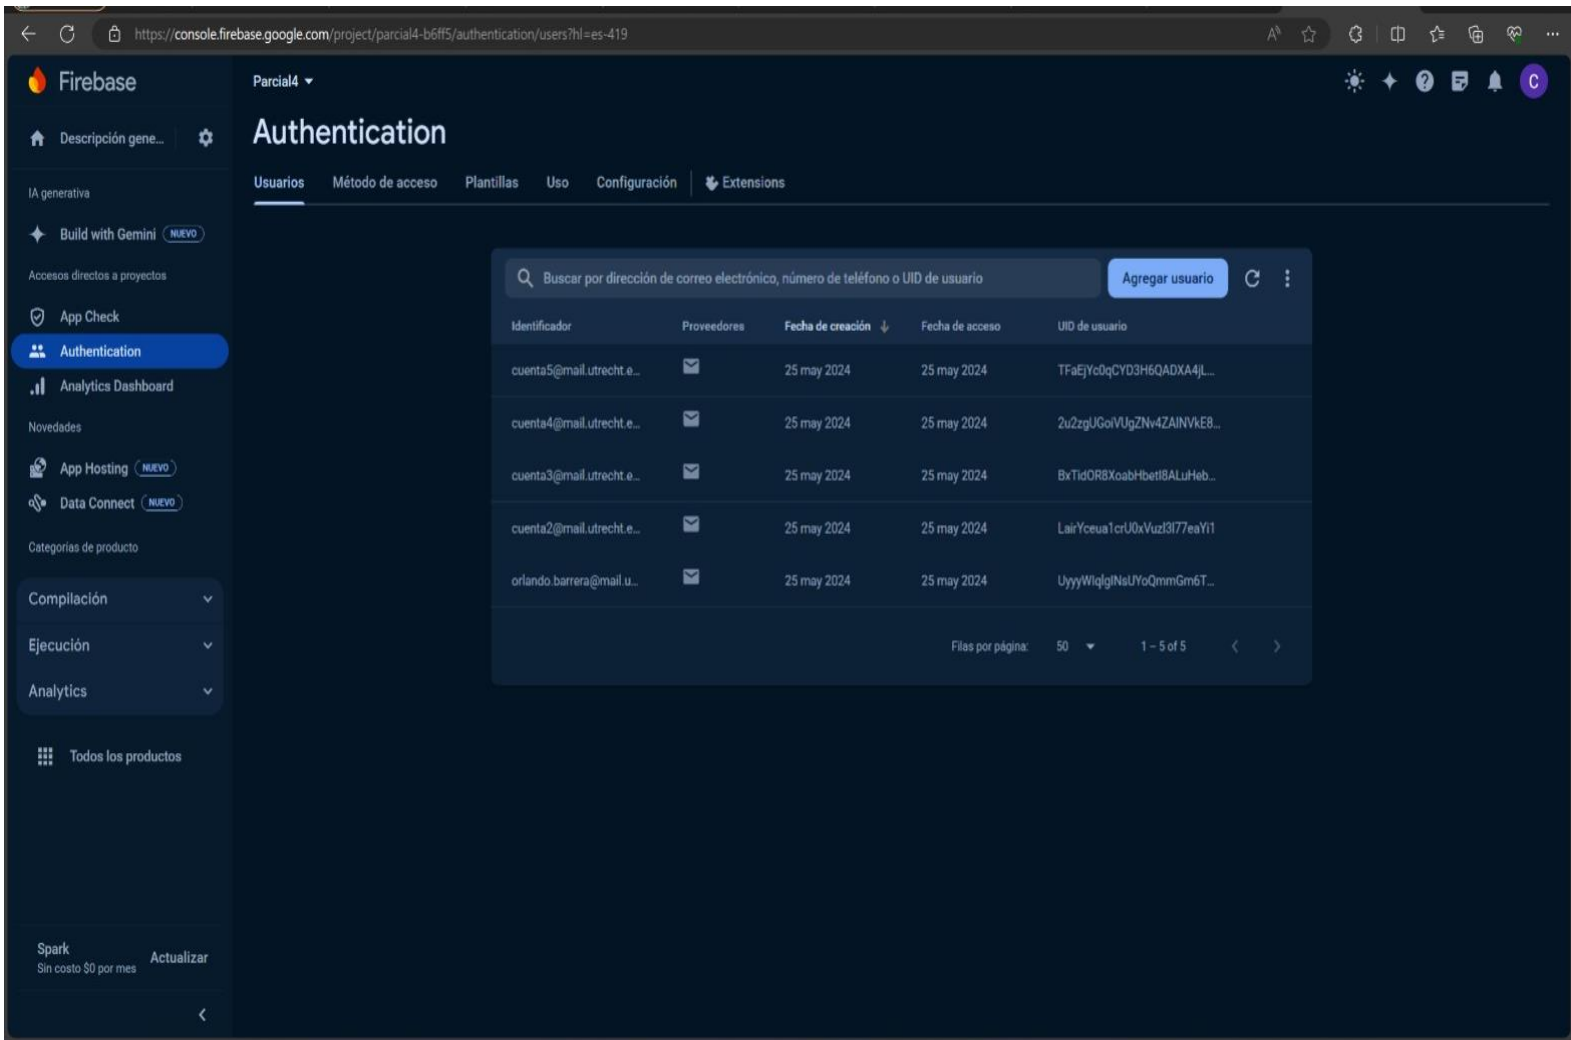 https://console.firebase.google.com/project/parcial4-b6ff5/authentication/users?hl=es-419
Firebase
Parcial4
C
Descripción gene...
Authentication
Usuarios Método de acceso Plantillas Uso Configuración Extensions
IA generativa
Build with Gemini NUEVO
Accesos directos a proyectos
App Check
Authentication
Analytics Dashboard
Novedades
App Hosting NUEVO
Data Connect NUEVO
Categorías de producto
Compilación
Ejecución
Analytics
Todos los productos
Spark
Sin costo $0 por mes
Actualizar
Buscar por dirección de correo electrónico, número de teléfono o UID de usuario Agregar usuario
Identificador Proveedores Fecha de creación Fecha de acceso UID de usuario
cuenta5@mail.utrecht.e... 25 may 2024 25 may 2024 TFaEjYc0qCYD3H6QADXA4jL...
cuenta4@mail.utrecht.e... 25 may 2024 25 may 2024
cuenta3@mail.utrecht.e... 25 may 2024 25 may 2024
cuenta2@mail.utrecht.e... 25 may 2024 25 may 2024
orlando.barrera@mail.u... 25 may 2024 25 may 2024
Filas por página: 50 1 – 5 of 5